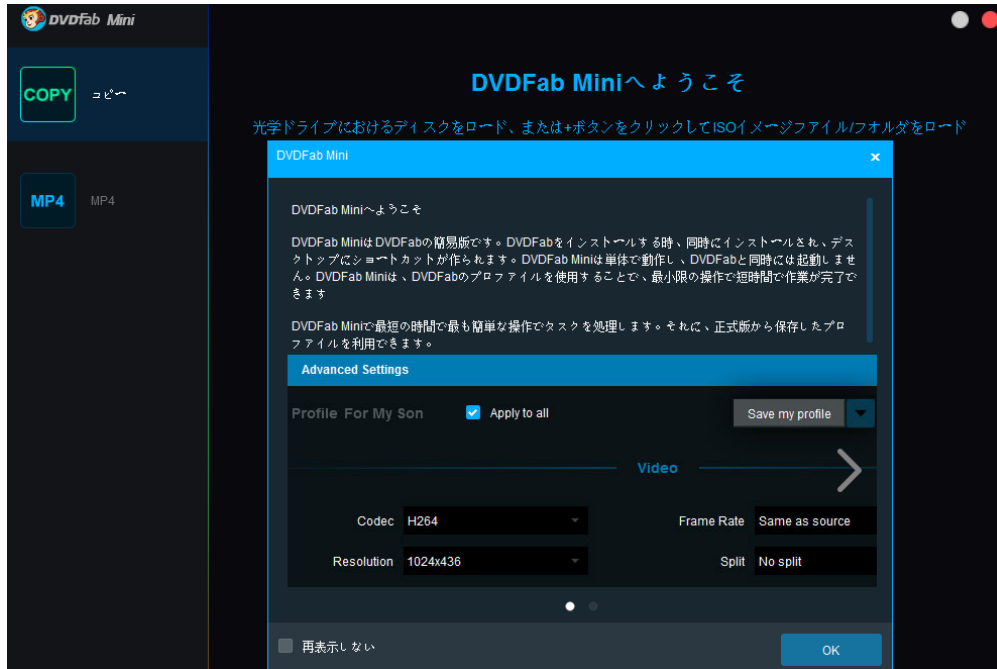 DVDFab Mini
COPY コピー
MP4 MP4
DVDFab Miniへようこそ
光学ドライブにおけるディスクをロード、または+ボタンをクリックしてISOイメージファイル/フォルダをロード
DVDFab Mini
DVDFab Miniへようこそ
DVDFab MiniはDVDFabの簡易版です。DVDFabをインストールする時、同時にインストールされ、デス
クトップにショートカットが作られます。DVDFab Miniは単体で動作し、DVDFabと同時には起動しませ
ん。DVDFab Miniは、DVDFabのプロファイルを使用することで、最小限の操作で短時間で作業が完了で
きます
DVDFab Miniで最短の時間で最も簡単な操作でタスクを処理します。それに、正式版から保存したプロ
ファイルを利用できます。
Advanced Settings
Profile For My Son Apply to all Save my profile
Video
Codec H264 Frame Rate Same as source
Resolution 1024x436 Split No split
再表示しない OK